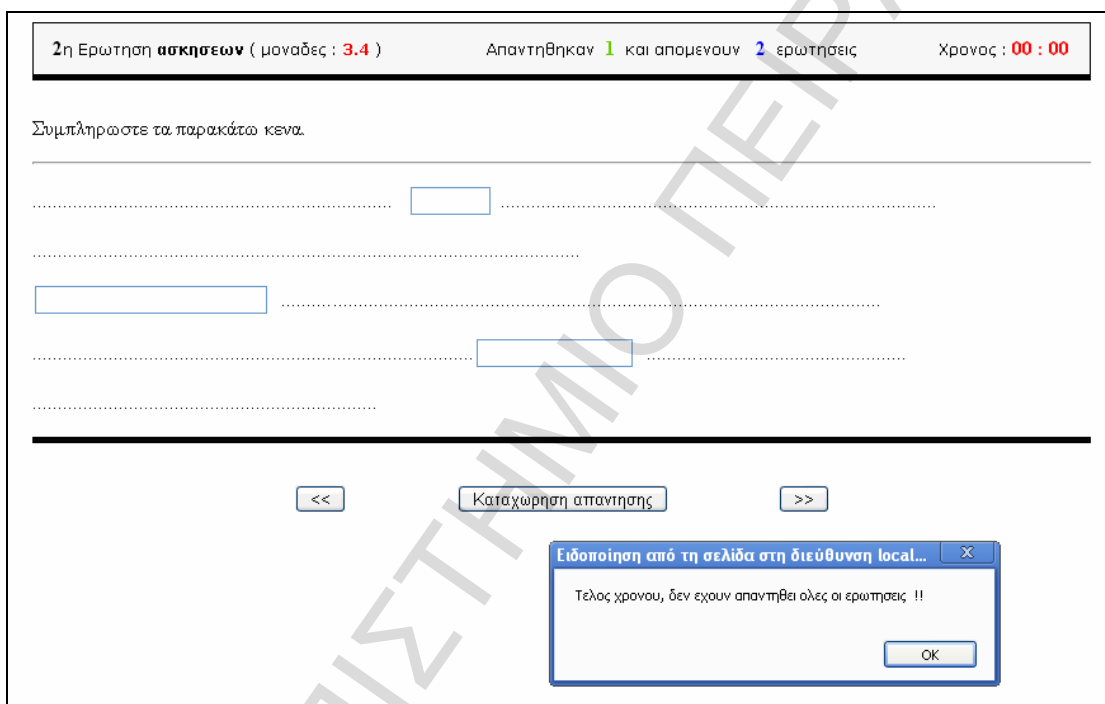 2η Ερωτηση ασκησεων ( μοναδες : 3.4 ) Απαντηθηκαν 1 και απομενουν 2 ερωτησεις Χρονος : 00 : 00
Συμπληρωστε τα παρακάτω κενα.
<<
Καταχωρηση απαντησης
>>
Ειδοποίηση από τη σελίδα στη διεύθυνση local...
X
Τελος χρονου, δεν εχουν απαντηθει ολες οι ερωτησεις !!
OK